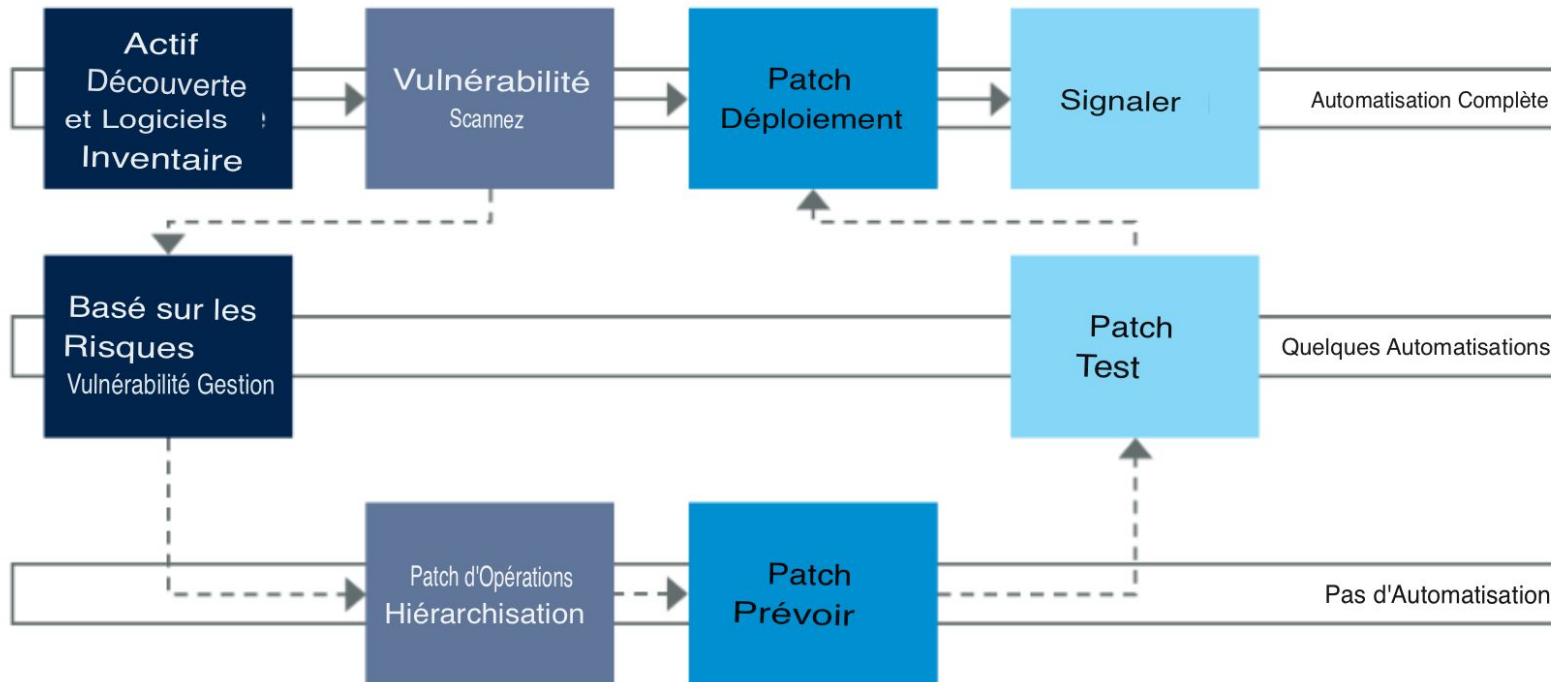 Actif
Découverte
et Logiciels
Inventaire
Vulnérabilité
Scannez
Patch
Déploiement
Signaler
Automatisation Complète
Basé sur les
Risques
Vulnérabilité Gestion
Patch
Test
Quelques Automatisations
Patch d'Opérations
Hiérarchisation
Patch
Prévoir
Pas d'Automatisation